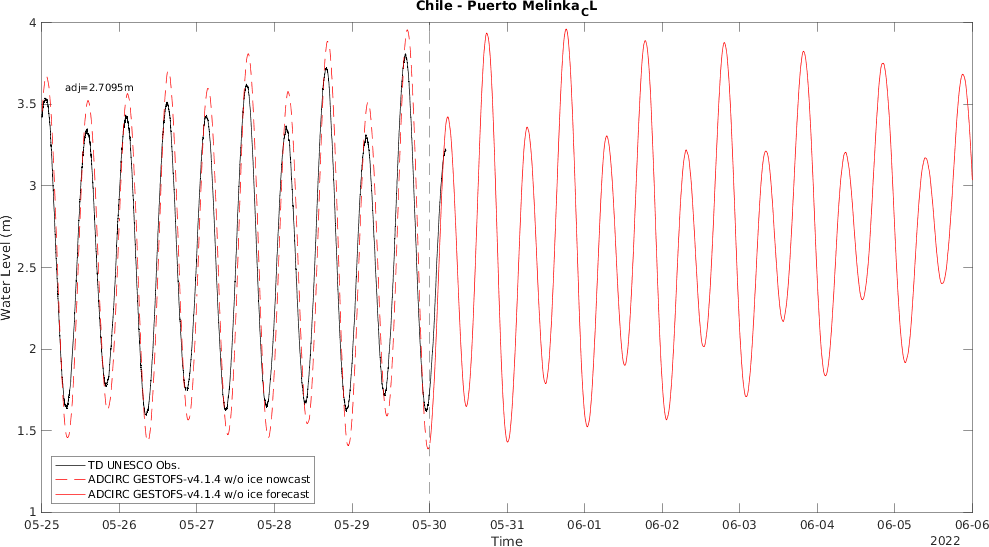 Chile - Puerto Melinka_CL
adj=2.7095m
4
3.5
3
2.5
2
1.5
1
Water Level (m)
TD UNESCO Obs.
ADCIRC GESTOFS-v4.1.4 w/o ice nowcast
ADCIRC GESTOFS-v4.1.4 w/o ice forecast
05-25 05-26 05-27 05-28 05-29 05-30 05-31 06-01 06-02 06-03 06-04 06-05 06-06
Time
2022